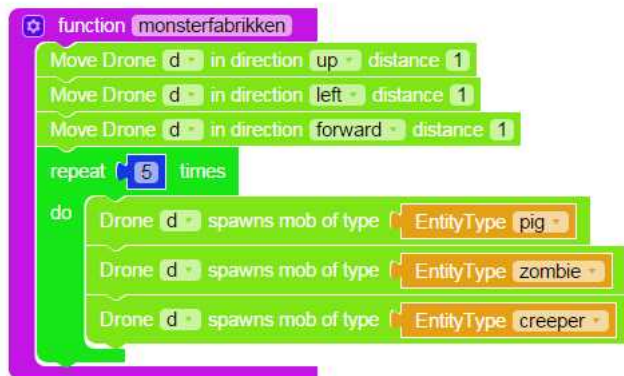 function monsterfabrikken
Move Drone d in direction up distance 1
Move Drone d in direction left distance 1
Move Drone d in direction forward distance 1
repeat 5 times
do Drone d spawns mob of type EntityType pig
Drone d spawns mob of type EntityType zombie
Drone d spawns mob of type EntityType creeper